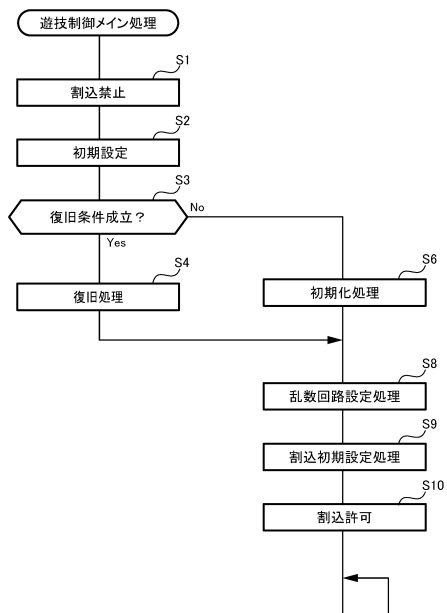 遊技制御メイン処理
S1
割込禁止
S2
初期設定
S3
復旧条件成立?
No
Yes
S4
復旧処理
S6
初期化処理
S8
乱数回路設定処理
S9
割込初期設定処理
S10
割込許可